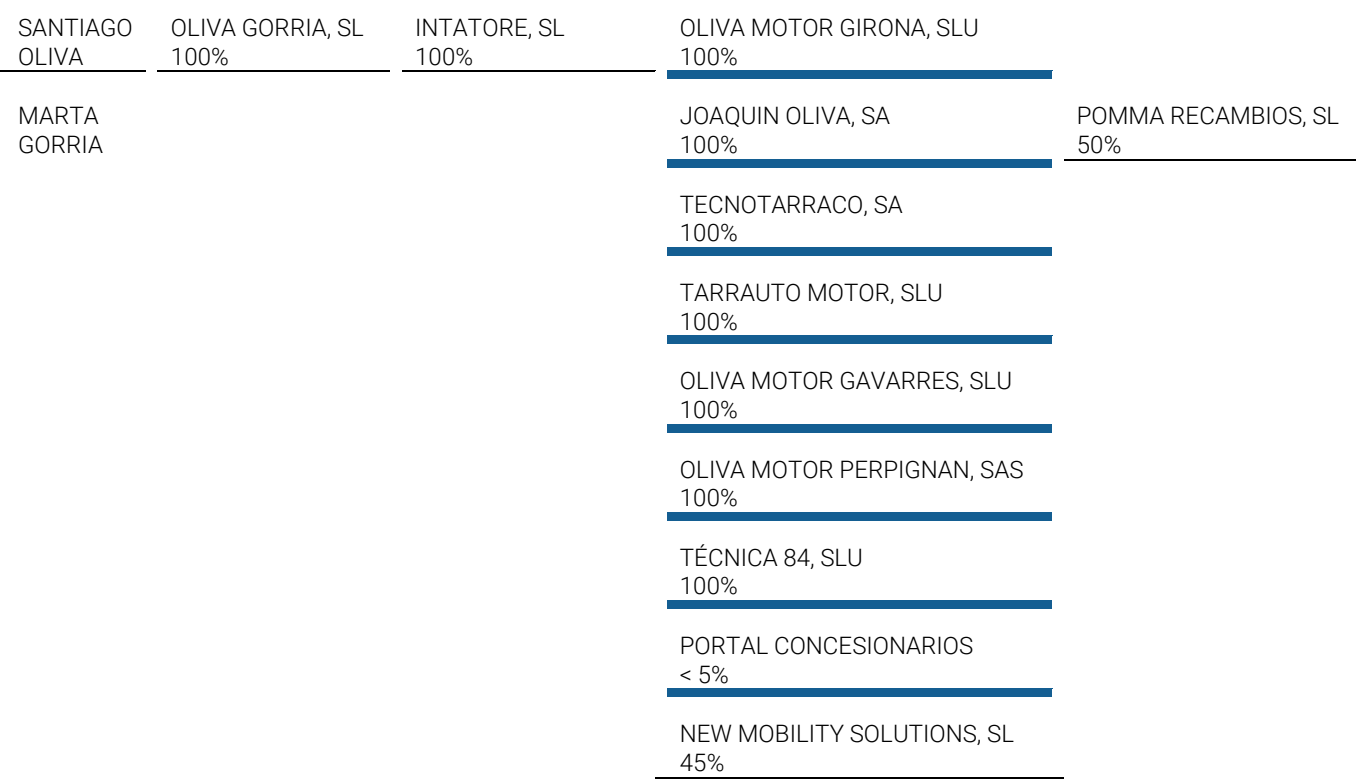 SANTIAGO
OLIVA
OLIVA GORRIA, SL
100%
INTATORE, SL
100%
OLIVA MOTOR GIRONA, SLU
100%
MARTA
GORRIA
JOAQUIN OLIVA, SA
100%
POMMA RECAMBIOS, SL
50%
TECNOTARRACO, SA
100%
TARRAUTO MOTOR, SLU
100%
OLIVA MOTOR GAVARRES, SLU
100%
OLIVA MOTOR PERPIGNAN, SAS
100%
TÉCNICA 84, SLU
100%
PORTAL CONCESIONARIOS
< 5%
NEW MOBILITY SOLUTIONS, SL
45%